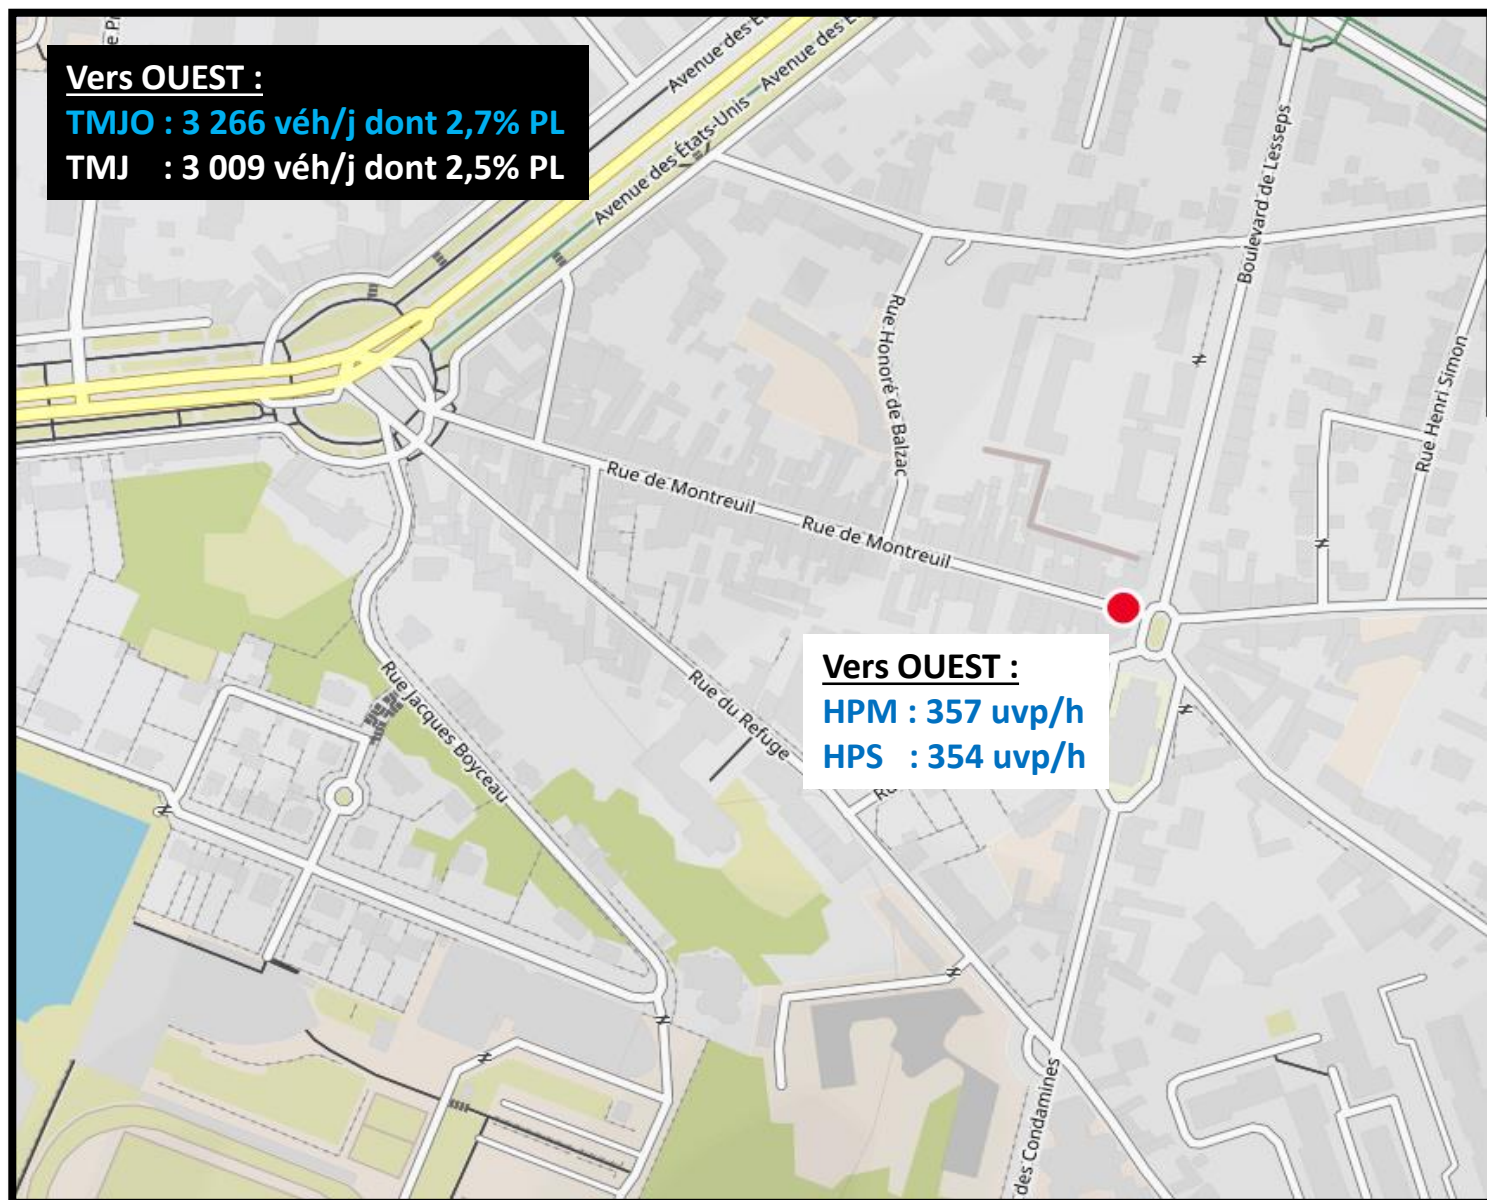 Vers OUEST :
TMJO : 3 266 véh/j dont 2,7% PL
TMJ : 3 009 véh/j dont 2,5% PL
Avenue des
Avenue des
Avenue des États-Unis
Boulevard de Lesseps
Rue Honoré de Balzac
Rue Henri Simon
Rue de Montreuil
Rue de Montreuil
Vers OUEST :
HPM : 357 uvp/h
HPS : 354 uvp/h
Rue Jacques Boyceau
Rue du Refuge
des Condamines